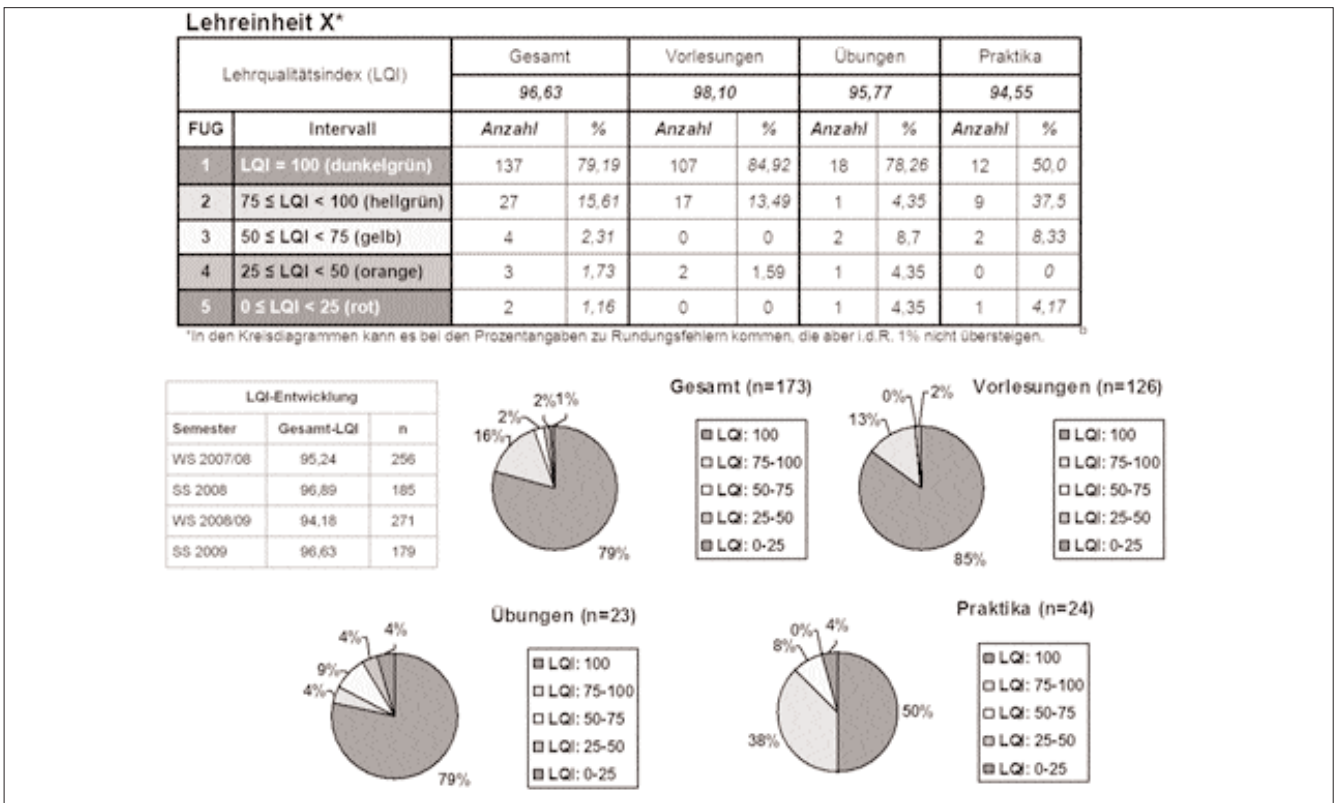 Lehreinheit X*
Lehrqualitätsindex (LQI) Gesamt Vorlesungen Übungen Praktika
96,63 98,10 95,77 94,55
FUG Intervall Anzahl % Anzahl % Anzahl % Anzahl %
1 LQI = 100 (dunkelgrün) 137 79,19 107 84,92 18 78,26 12 50,0
2 75 ≤ LQI < 100 (hellgrün) 27 15,61 17 13,49 1 4,35 9 37,5
3 50 ≤ LQI < 75 (gelb) 4 2,31 0 0 2 8,7 2 8,33
4 25 ≤ LQI < 50 (orange) 3 1,73 2 1,59 1 4,35 0 0
5 0 ≤ LQI < 25 (rot) 2 1,16 0 0 1 4,35 1 4,17
*In den Kreisdiagrammen kann es bei den Prozentangaben zu Rundungsfehlern kommen, die aber i.d.R. 1% nicht übersteigen.
LQI-Entwicklung
Semester Gesamt-LQI n
WS 2007/08 95,24 256
SS 2008 96,89 185
WS 2008/09 94,18 271
SS 2009 96,63 179
Gesamt (n=173)
2% 1%
2%
16%
79%
LQI: 100
LQI: 75-100
LQI: 50-75
LQI: 25-50
LQI: 0-25
Vorlesungen (n=126)
0% 2%
13%
85%
LQI: 100
LQI: 75-100
LQI: 50-75
LQI: 25-50
LQI: 0-25
Übungen (n=23)
4% 4%
9%
4%
79%
LQI: 100
LQI: 75-100
LQI: 50-75
LQI: 25-50
LQI: 0-25
Praktika (n=24)
0% 4%
8%
38%
50%
LQI: 100
LQI: 75-100
LQI: 50-75
LQI: 25-50
LQI: 0-25